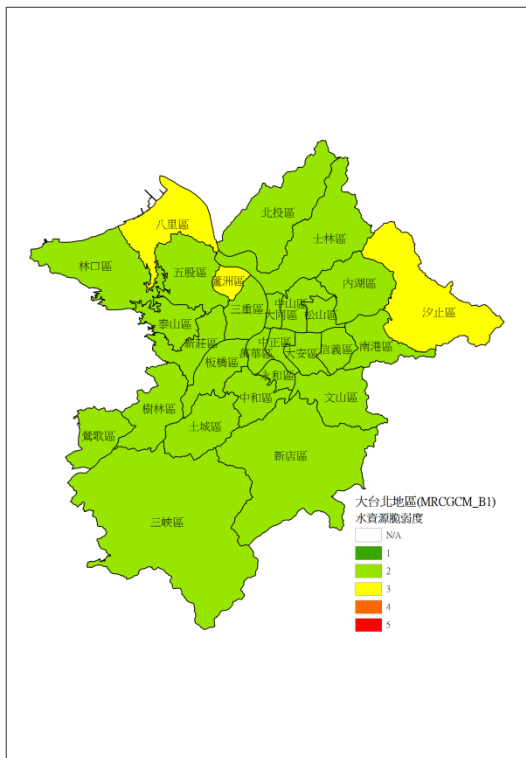 北投區
士林區
八里區
林口區
五股區
蘆洲區
內湖區
汐止區
三重區
中山區
大同區
松山區
泰山區
新莊區
中正區
萬華區
大安區
信義區
南港區
板橋區
永和區
中和區
文山區
樹林區
土城區
鶯歌區
新店區
三峽區
大台北地區(MRCGCM_B1)
水資源脆弱度
N/A
1
2
3
4
5